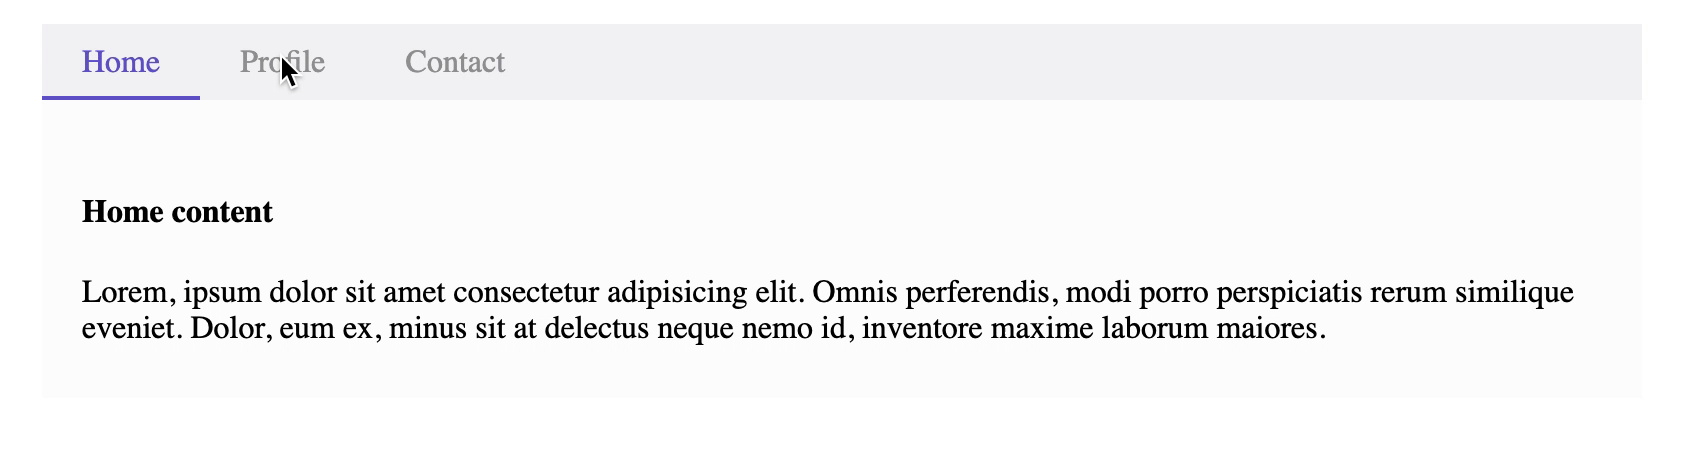 Home Profile Contact
Home content
Lorem, ipsum dolor sit amet consectetur adipisicing elit. Omnis perferendis, modi porro perspiciatis rerum similique
eveniet. Dolor, eum ex, minus sit at delectus neque nemo id, inventore maxime laborum maiores.